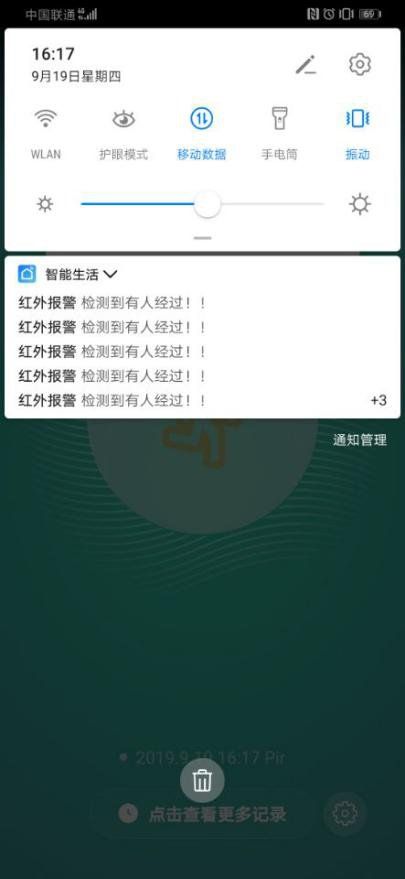 中国联通 4G
69
16:17
9月19日星期四
WLAN
护眼模式
移动数据
手电筒
振动
智能生活
红外报警 检测到有人经过！！
红外报警 检测到有人经过！！
红外报警 检测到有人经过！！
红外报警 检测到有人经过！！
红外报警 检测到有人经过！！ +3
通知管理
2019.9.19 16:17 Pir
点击查看更多记录